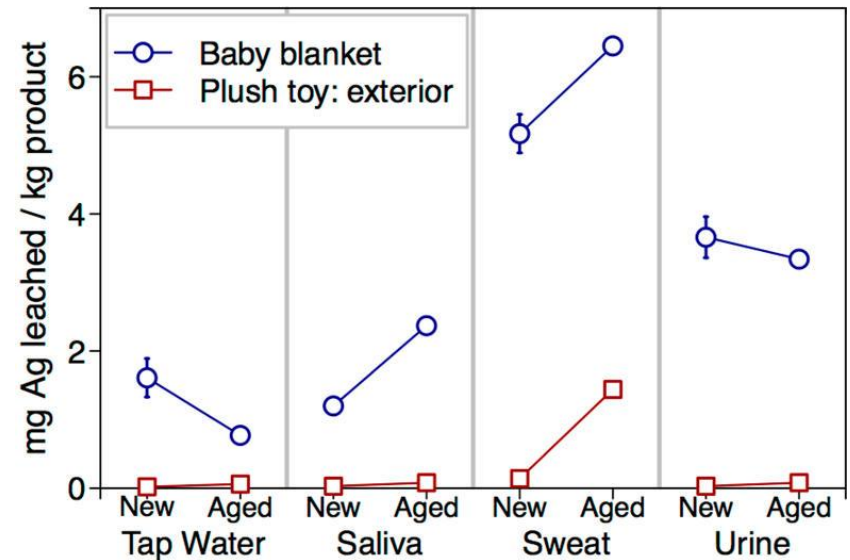 mg Ag leached / kg product
Baby blanket
Plush toy: exterior
6
4
2
0
New Aged New Aged New Aged New Aged
Tap Water Saliva Sweat Urine